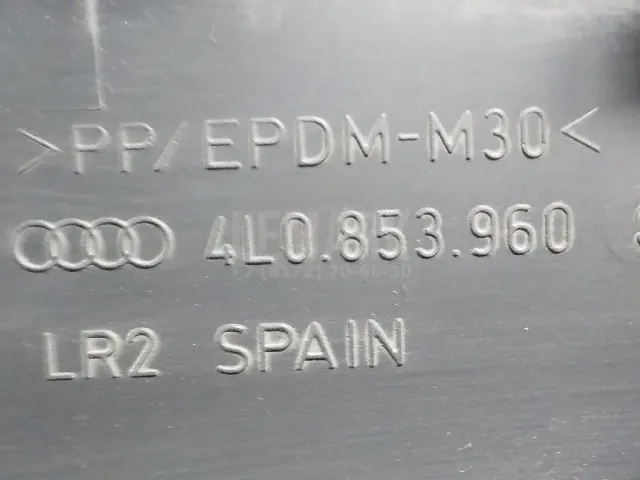 >PP/EPDM-M30<
4L0.853.960
LR2 SPAIN